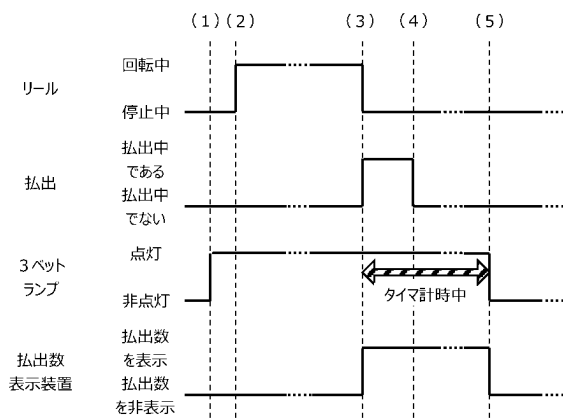 (1)(2) (3) (4) (5)
リール
回転中
停止中
払出
払出中
である
払出中
でない
3ベット
ランプ
点灯
非点灯
タイマ計時中
払出数
表示装置
払出数
を表示
払出数
を非表示